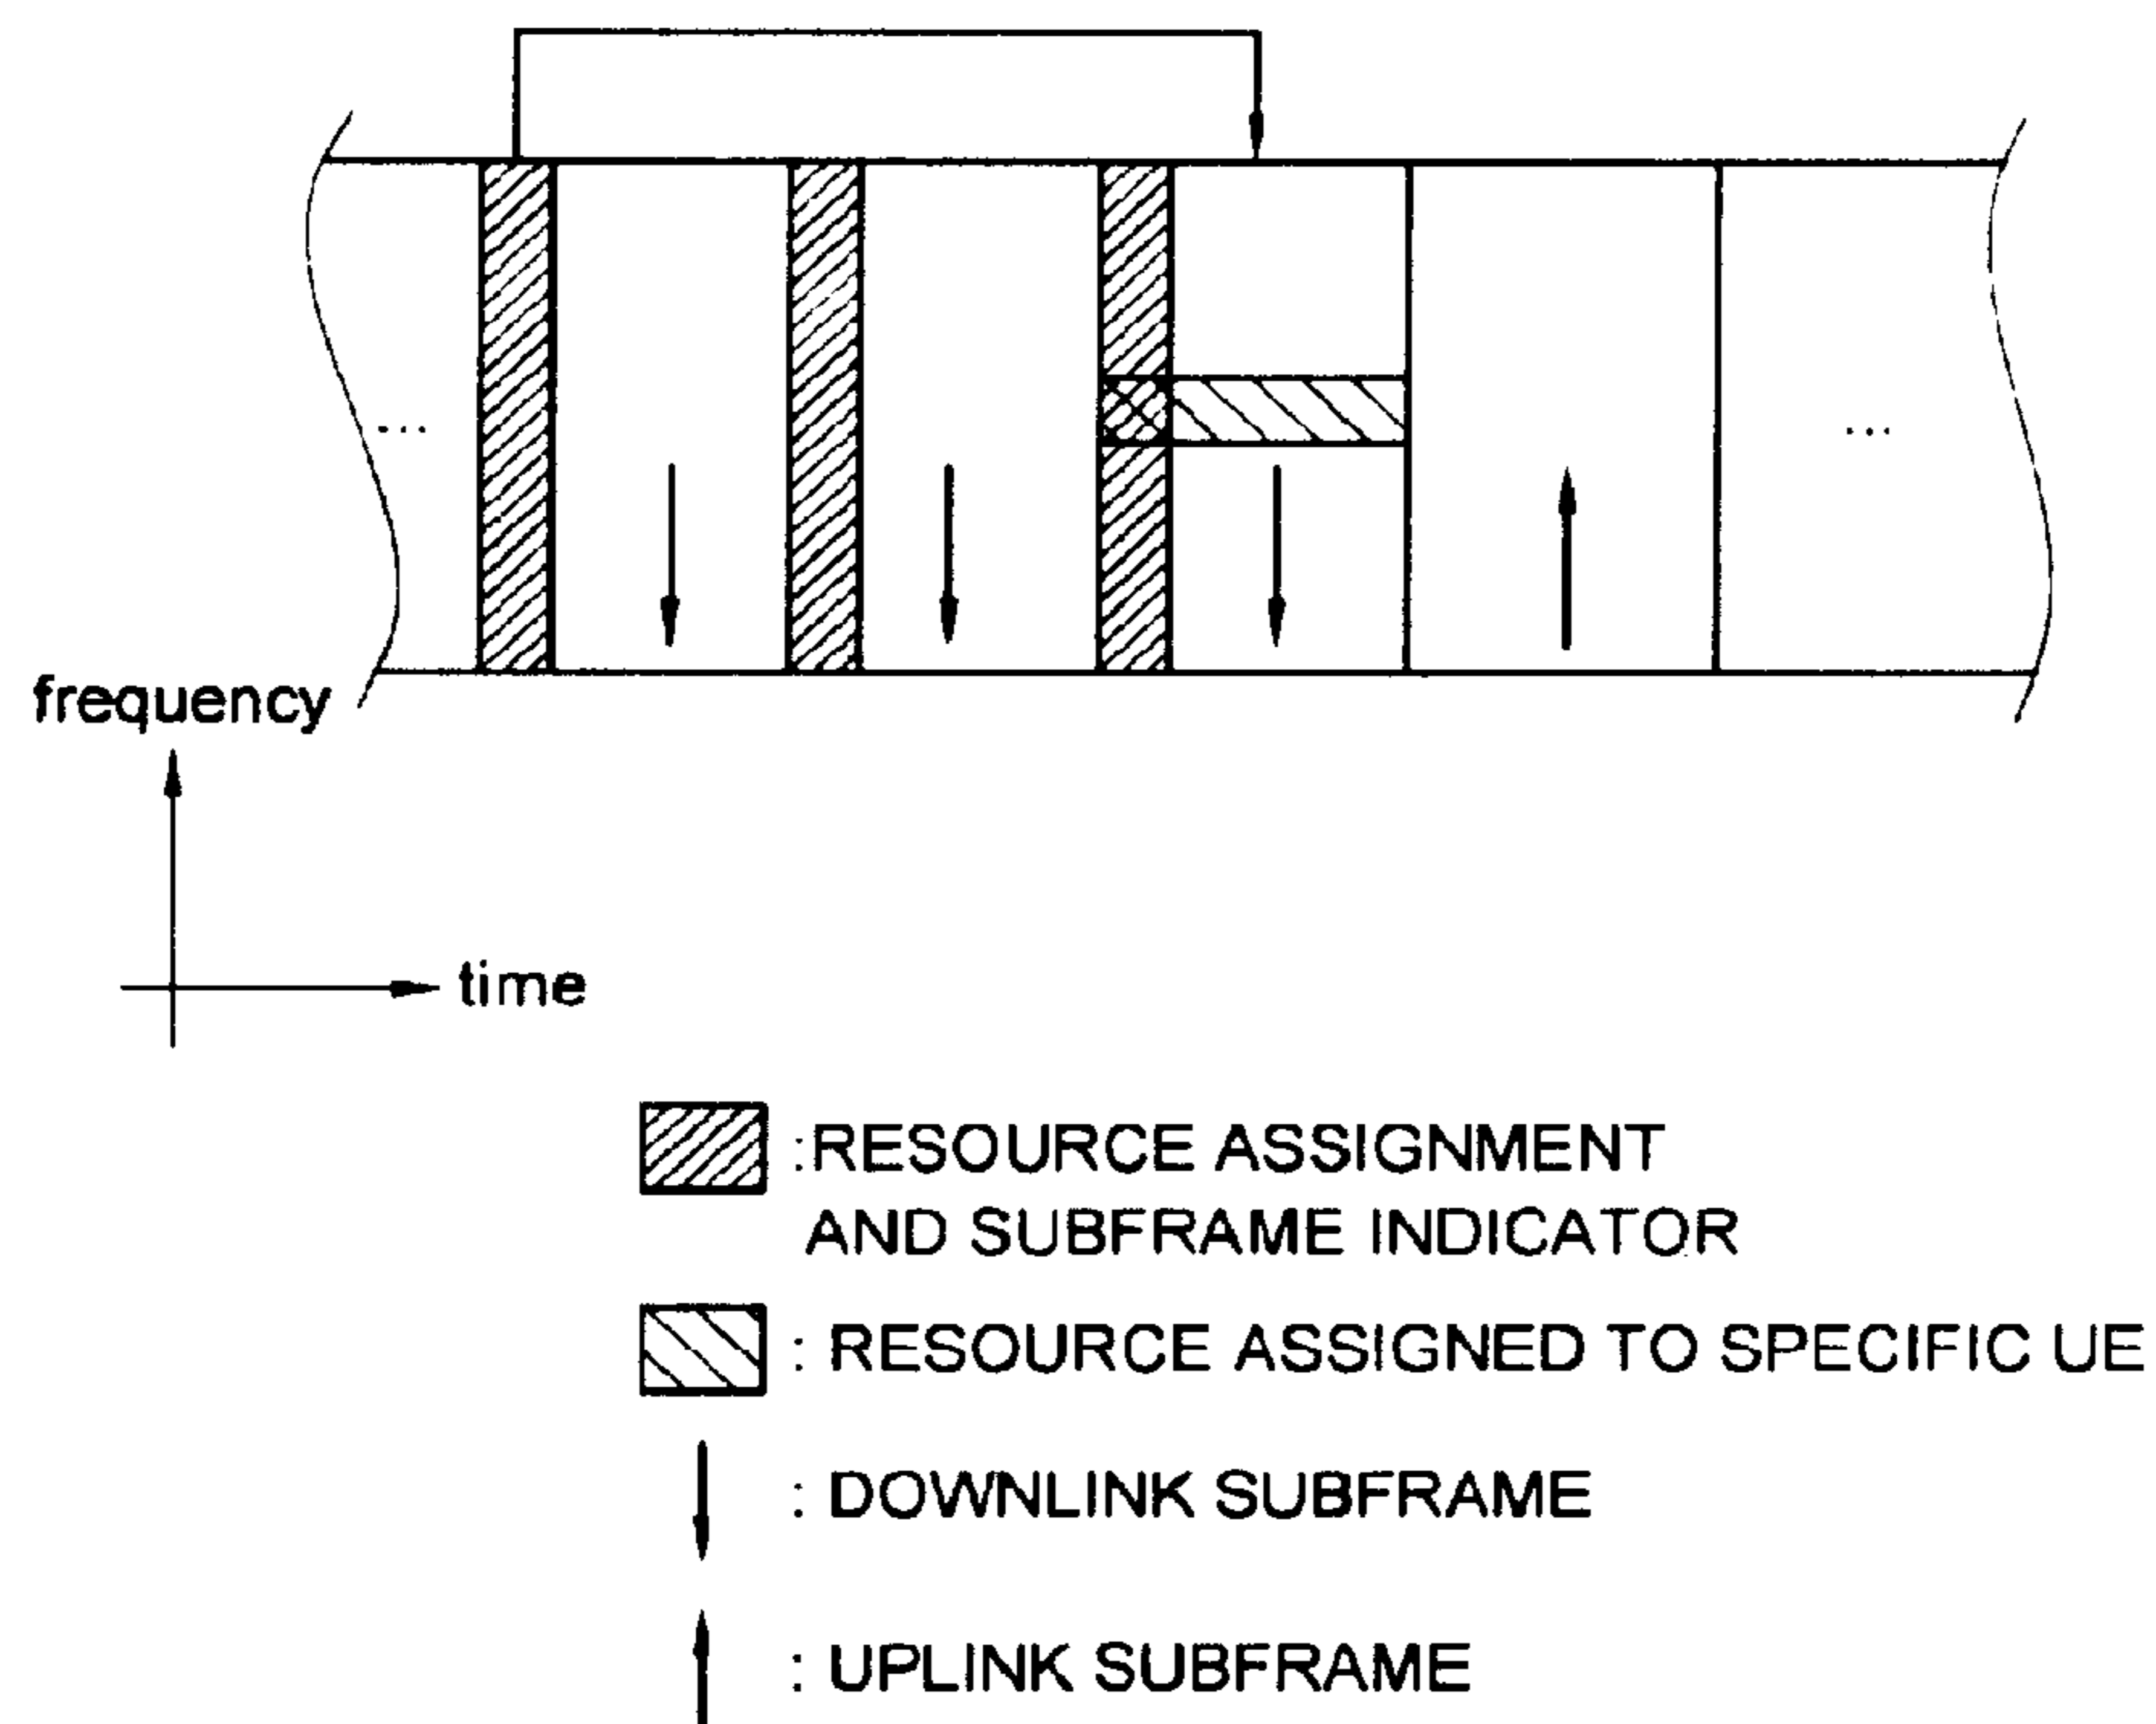 ...
...
frequency
time
:RESOURCE ASSIGNMENT
AND SUBFRAME INDICATOR
: RESOURCE ASSIGNED TO SPECIFIC UE
: DOWNLINK SUBFRAME
: UPLINK SUBFRAME